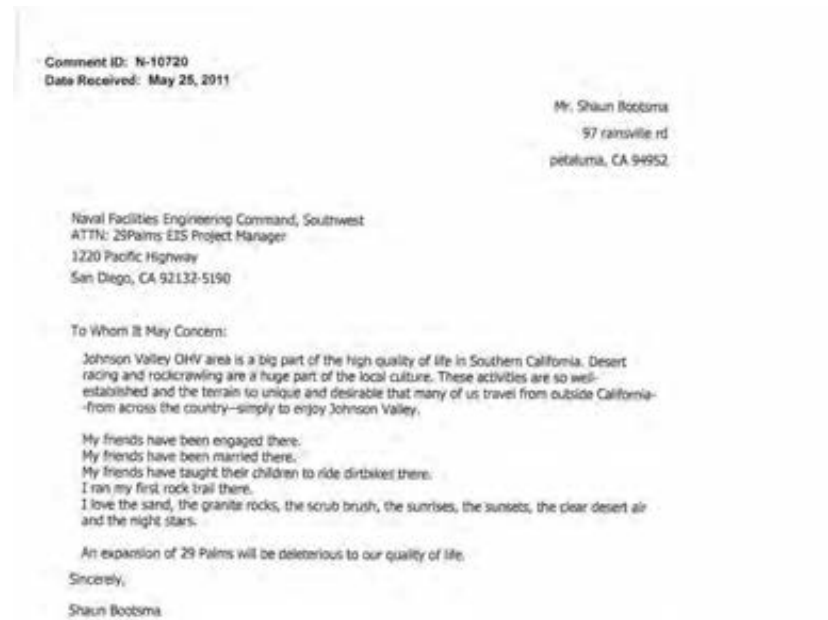 Comment ID: N-10720
Date Received: May 25, 2011
Mr. Shaun Bootsma
97 rainsville rd
petaluma, CA 94952
Naval Facilities Engineering Command, Southwest
ATTN: 29Palms EIS Project Manager
1220 Pacific Highway
San Diego, CA 92132-5190
To Whom It May Concern:
Johnson Valley OHV area is a big part of the high quality of life in Southern California. Desert
racing and rockcrawling are a huge part of the local culture. These activities are so well-
established and the terrain so unique and desirable that many of us travel from outside California-
-from across the country--simply to enjoy Johnson Valley.
My friends have been engaged there.
My friends have been married there.
My friends have taught their children to ride dirtbikes there.
I ran my first rock trail there.
I love the sand, the granite rocks, the scrub brush, the sunrises, the sunsets, the clear desert air
and the night stars.
An expansion of 29 Palms will be deleterious to our quality of life.
Sincerely,
Shaun Bootsma